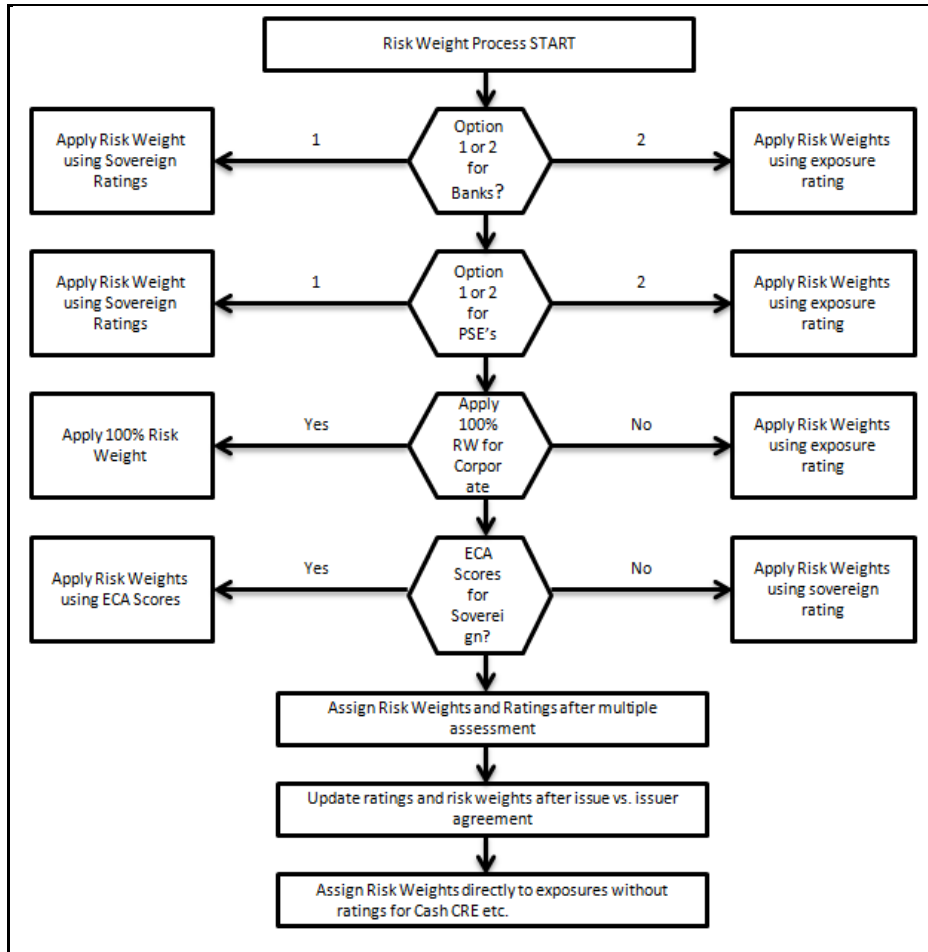 Risk Weight Process START
Option
1 or 2
for
Banks?
1
2
Apply Risk Weight
using Sovereign
Ratings
Apply Risk Weights
using exposure
rating
Option
1 or 2
for
PSE's
1
2
Apply Risk Weight
using Sovereign
Ratings
Apply Risk Weights
using exposure
rating
Apply
100%
RW for
Corpor
ate
Yes
No
Apply 100% Risk
Weight
Apply Risk Weights
using exposure
rating
ECA
Scores
for
Soverei
gn?
Yes
No
Apply Risk Weights
using ECA Scores
Apply Risk Weights
using sovereign
rating
Assign Risk Weights and Ratings after multiple
assessment
Update ratings and risk weights after issue vs. issuer
agreement
Assign Risk Weights directly to exposures without
ratings for Cash CRE etc.